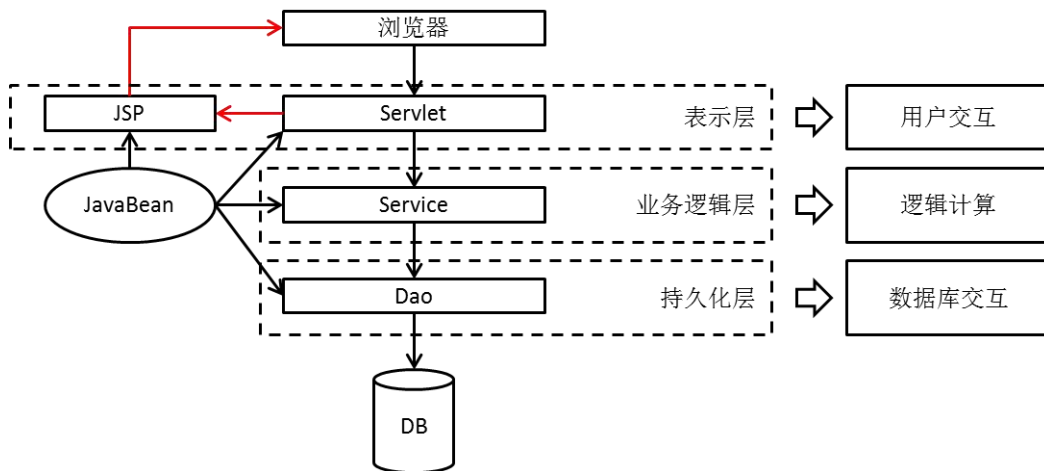 浏览器
JSP
Servlet
表示层
用户交互
JavaBean
Service
业务逻辑层
逻辑计算
Dao
持久化层
数据库交互
DB